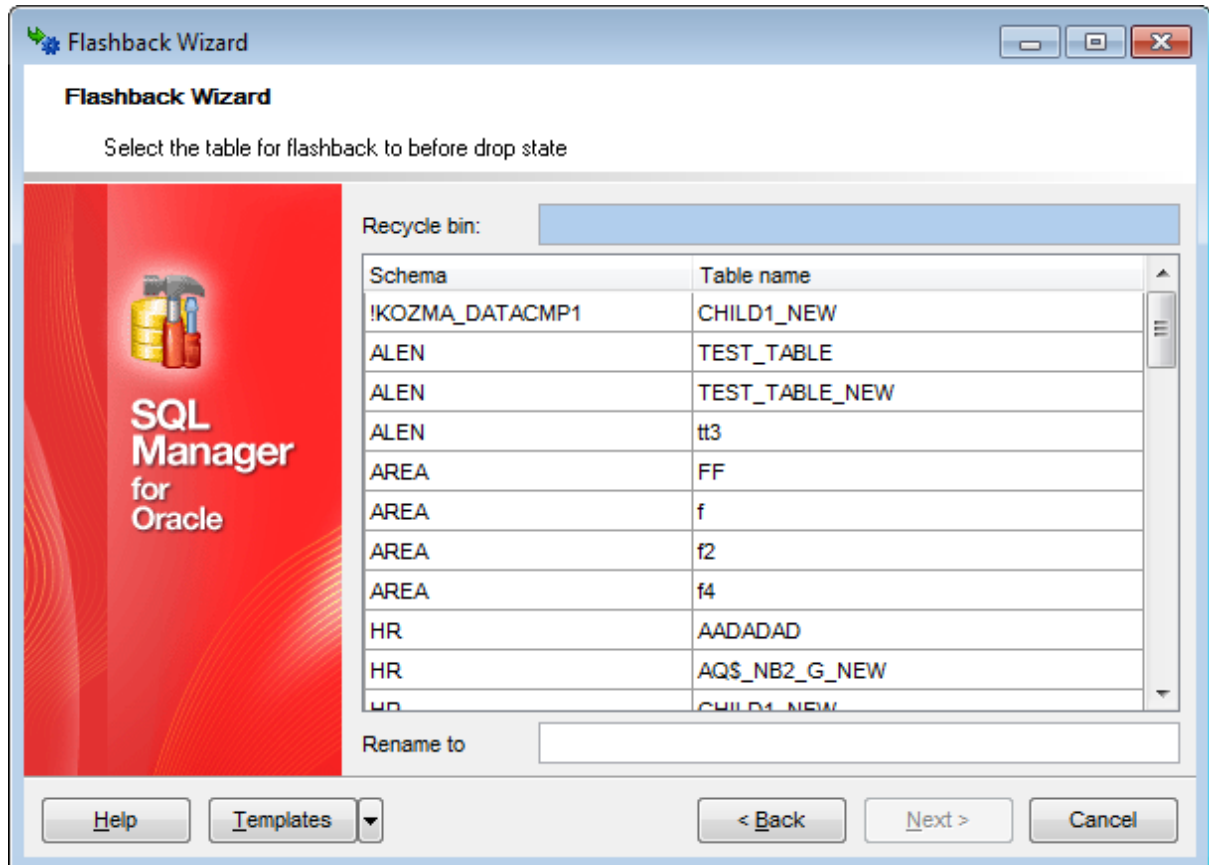 Flashback Wizard
Flashback Wizard
Select the table for flashback to before drop state
SQL
Manager
for
Oracle
Recycle bin:
Schema Table name
!KOZMA_DATACMP1 CHILD1_NEW
ALEN TEST_TABLE
ALEN TEST_TABLE_NEW
ALEN tt3
AREA FF
AREA f
AREA f2
AREA f4
HR AADADAD
HR AQ$_NB2_G_NEW
HR CHILD1_NEW
Rename to
Help Templates < Back Next > Cancel